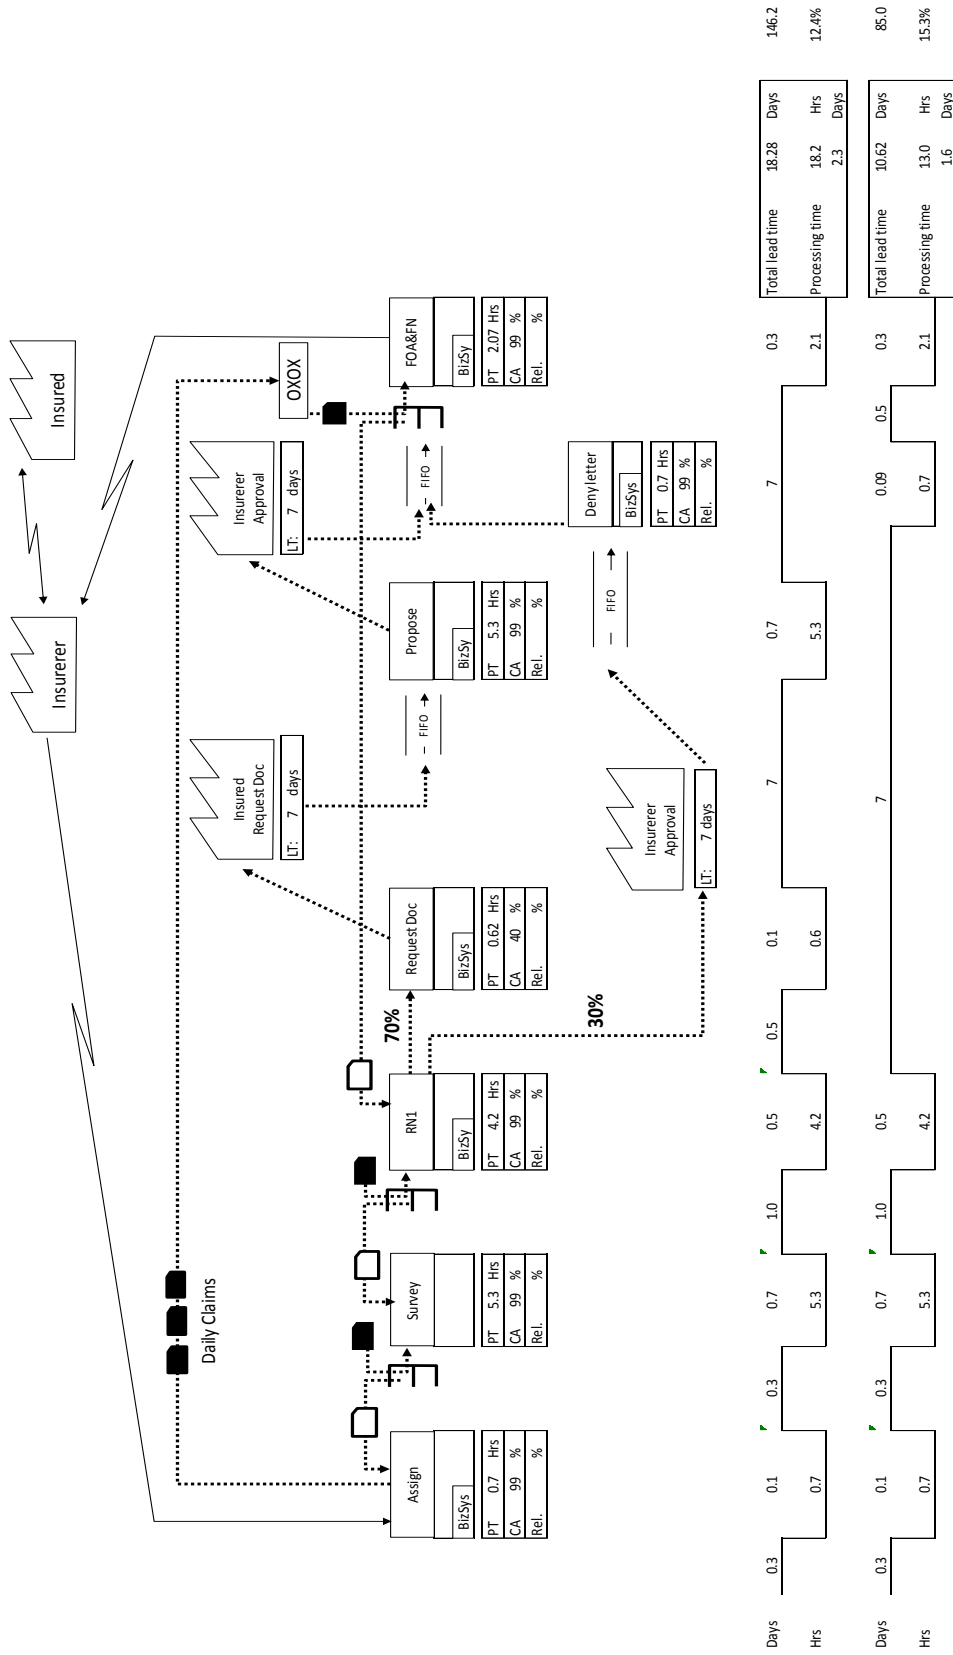 Insurerer
Insured
Daily Claims
OXOX
Insured
Request Doc
LT: 7 days
Insurerer
Approval
LT: 7 days
Assign
BizSys
PT 0.7 Hrs
CA 99 %
Rel. %
Survey
PT 5.3 Hrs
CA 99 %
Rel. %
RN1
BizSy
PT 4.2 Hrs
CA 99 %
Rel. %
70%
30%
Request Doc
BizSys
PT 0.62 Hrs
CA 40 %
Rel. %
FIFO
Propose
BizSy
PT 5.3 Hrs
CA 99 %
Rel. %
FIFO
FOA&FN
BizSy
PT 2.07 Hrs
CA 99 %
Rel. %
Insurerer
Approval
LT: 7 days
FIFO
Deny letter
BizSys
PT 0.7 Hrs
CA 99 %
Rel. %
Days 0.3 0.1 0.3 0.7 1.0 0.5 0.5 0.1 7 0.7 7 0.3 Total lead time 18.28 Days 146.2
Hrs 0.7 5.3 4.2 0.6 5.3 2.1 Processing time 18.2 Hrs 12.4%
2.3 Days
Days 0.3 0.1 0.3 0.7 1.0 0.5 7 0.09 0.5 0.3 Total lead time 10.62 Days 85.0
Hrs 0.7 5.3 4.2 0.7 2.1 Processing time 13.0 Hrs 15.3%
1.6 Days